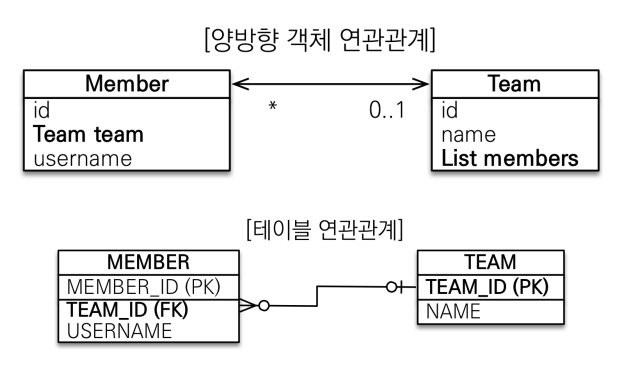 [양방향 객체 연관관계]
Member
id
Team team
username
* 0..1
Team
id
name
List members
[테이블 연관관계]
MEMBER
MEMBER_ID (PK)
TEAM_ID (FK)
USERNAME
TEAM
TEAM_ID (PK)
NAME